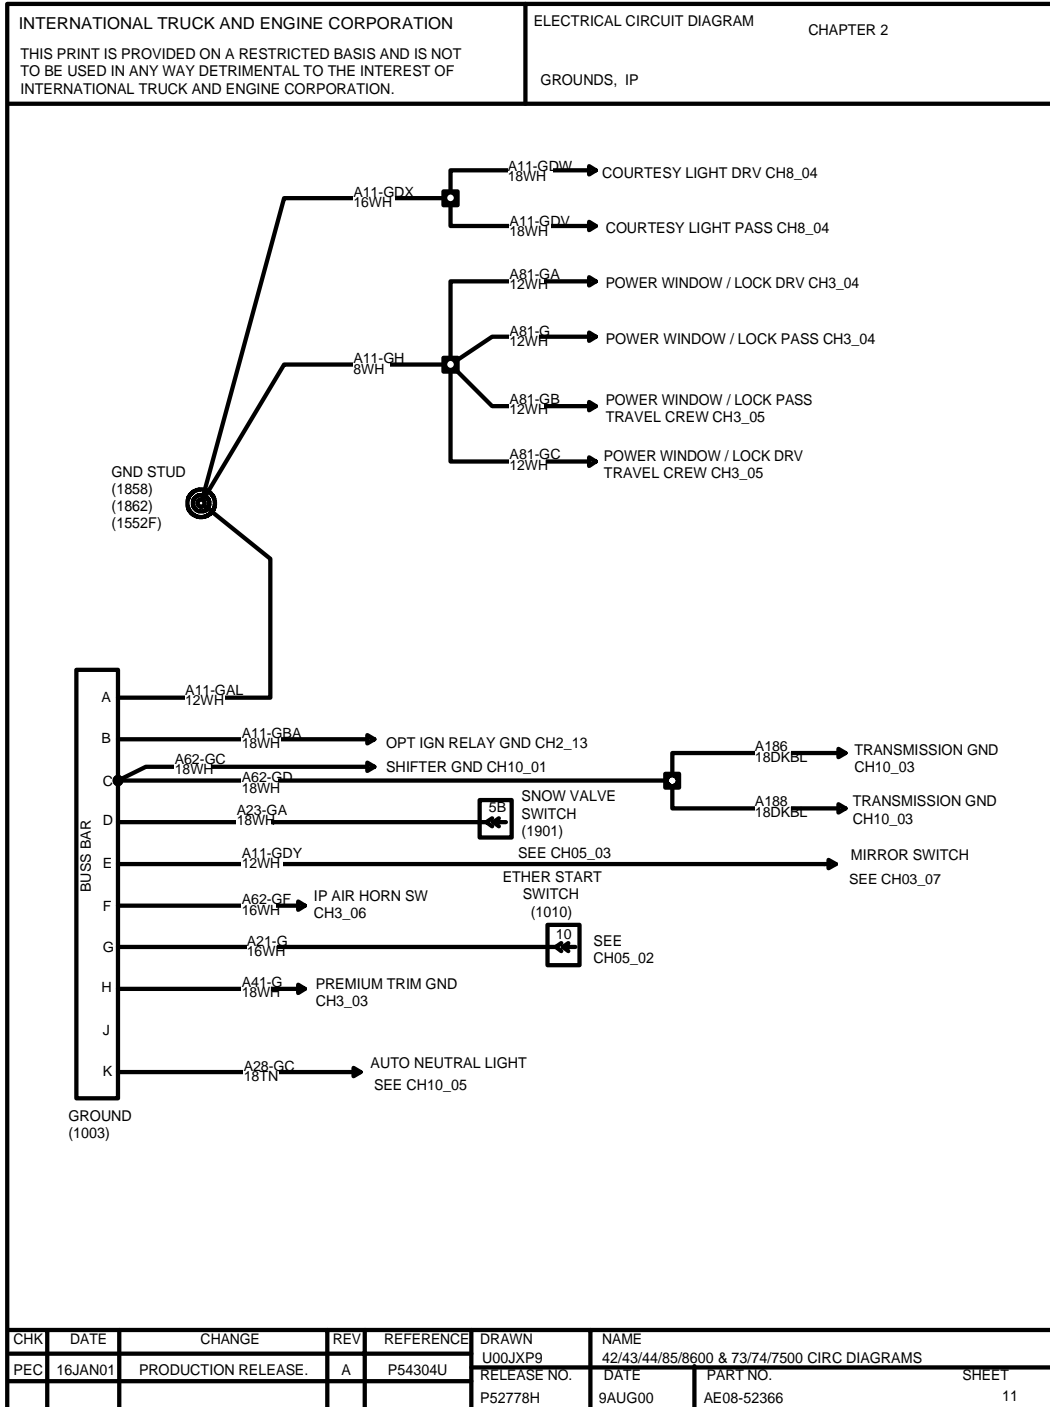 INTERNATIONAL TRUCK AND ENGINE CORPORATION
THIS PRINT IS PROVIDED ON A RESTRICTED BASIS AND IS NOT
TO BE USED IN ANY WAY DETRIMENTAL TO THE INTEREST OF
INTERNATIONAL TRUCK AND ENGINE CORPORATION.
ELECTRICAL CIRCUIT DIAGRAM
CHAPTER 2
GROUNDS, IP
A11-GDW
18WH
COURTESY LIGHT DRV CH8_04
A11-GDX
16WH
A11-GDV
18WH
COURTESY LIGHT PASS CH8_04
A81-GA
12WH
POWER WINDOW / LOCK DRV CH3_04
A81-G
12WH
POWER WINDOW / LOCK PASS CH3_04
A11-GH
8WH
A81-GB
12WH
POWER WINDOW / LOCK PASS
TRAVEL CREW CH3_05
A81-GC
12WH
POWER WINDOW / LOCK DRV
TRAVEL CREW CH3_05
GND STUD
(1858)
(1862)
(1552F)
BUSS BAR
A
A11-GAL
12WH
B
A11-GBA
18WH
OPT IGN RELAY GND CH2_13
A62-GC
18WH
SHIFTER GND CH10_01
C
A62-GD
18WH
A186
18DKBL
TRANSMISSION GND
CH10_03
A188
18DKBL
TRANSMISSION GND
CH10_03
D
A23-GA
18WH
5B
SNOW VALVE
SWITCH
(1901)
SEE CH05_03
E
A11-GDY
12WH
MIRROR SWITCH
SEE CH03_07
F
A62-GF
16WH
IP AIR HORN SW
CH3_06
ETHER START
SWITCH
(1010)
G
A21-G
16WH
10
SEE
CH05_02
H
A41-G
18WH
PREMIUM TRIM GND
CH3_03
J
K
A28-GC
18TN
AUTO NEUTRAL LIGHT
SEE CH10_05
GROUND
(1003)
CHK DATE CHANGE REV REFERENCE
PEC 16JAN01 PRODUCTION RELEASE. A P54304U
DRAWN
U00JXP9
NAME
42/43/44/85/8600 & 73/74/7500 CIRC DIAGRAMS
RELEASE NO. DATE PART NO. SHEET
P52778H 9AUG00 AE08-52366 11